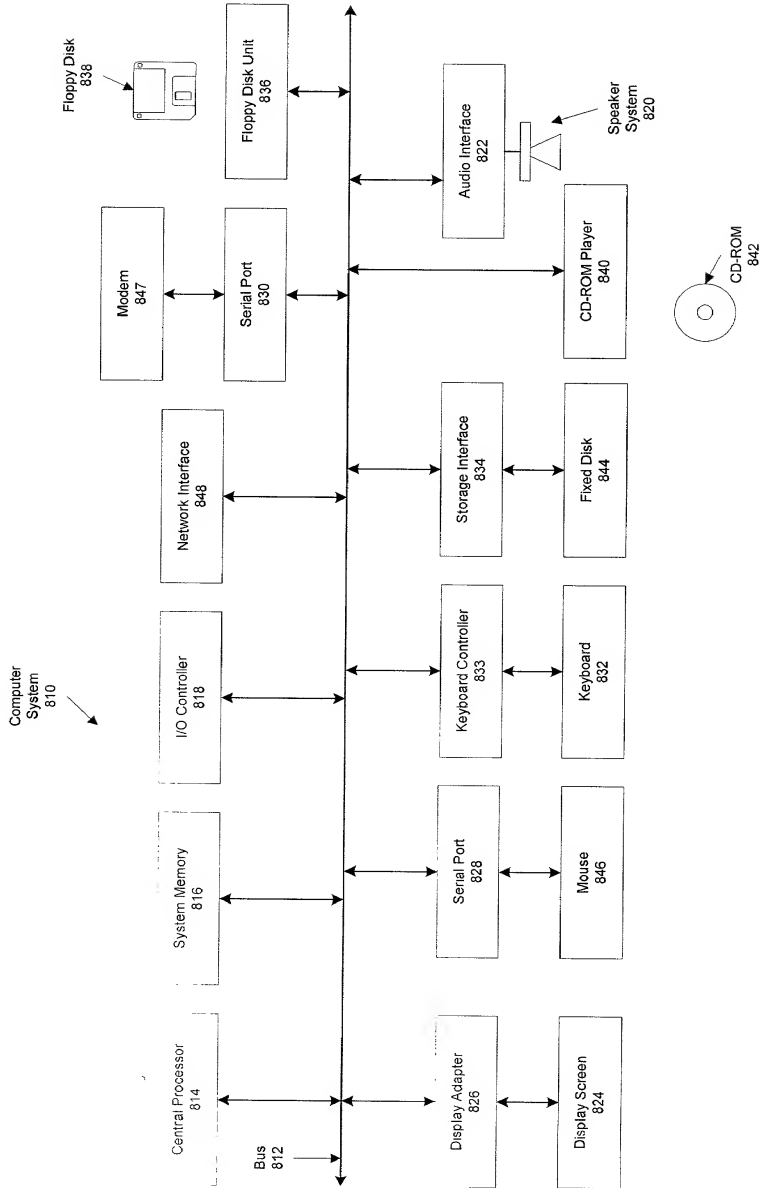 Computer
System
810
Central Processor
814
System Memory
816
I/O Controller
818
Network Interface
848
Modem
847
Serial Port
830
Floppy Disk
838
Floppy Disk Unit
836
Bus
812
Display Adapter
826
Display Screen
824
Serial Port
828
Mouse
846
Keyboard Controller
833
Keyboard
832
Storage Interface
834
Fixed Disk
844
CD-ROM Player
840
CD-ROM
842
Audio Interface
822
Speaker
System
820